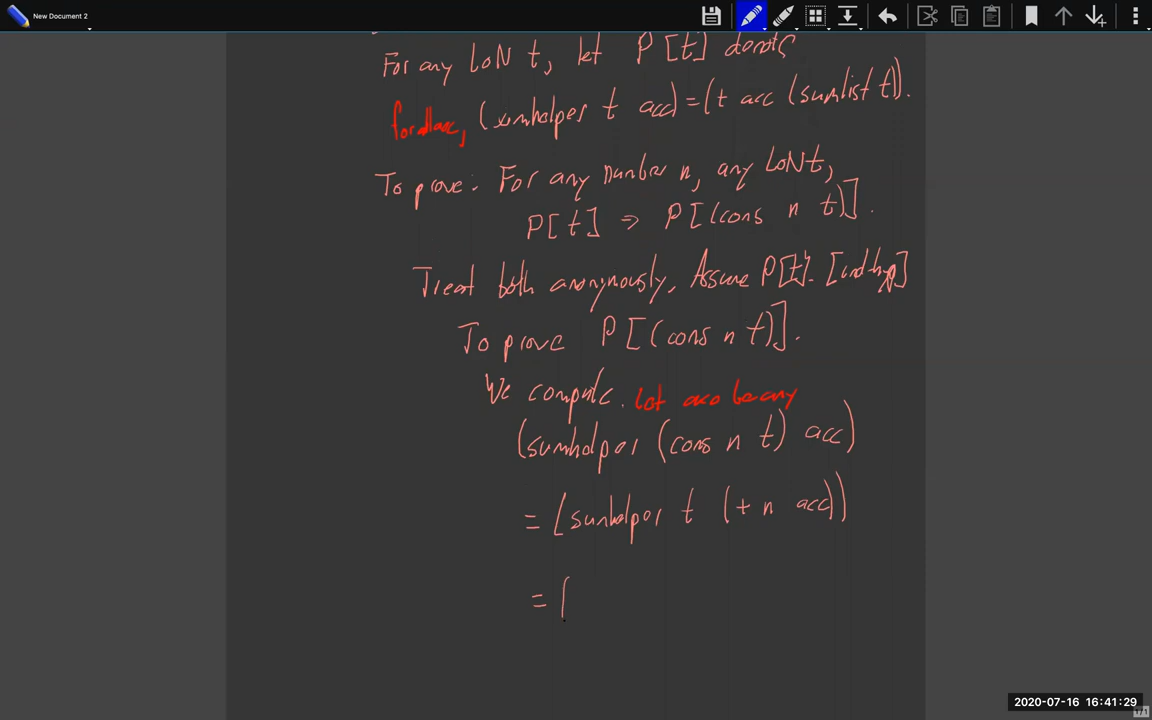 New Document 2
For any LoN t, let P[t] denote
for all acc, (sumhelper t acc) = (+ acc (sumlist t)).
To prove: For any number n, any LoN t,
P[t] => P[(cons n t)].
Treat both anonymously, Assume P[t]. [ind hyp]
To prove P[(cons n t)].
We compute. Let acc be any
(sumhelper (cons n t) acc)
= (sumhelper t (+ n acc))
= (
2020-07-16 16:41:29